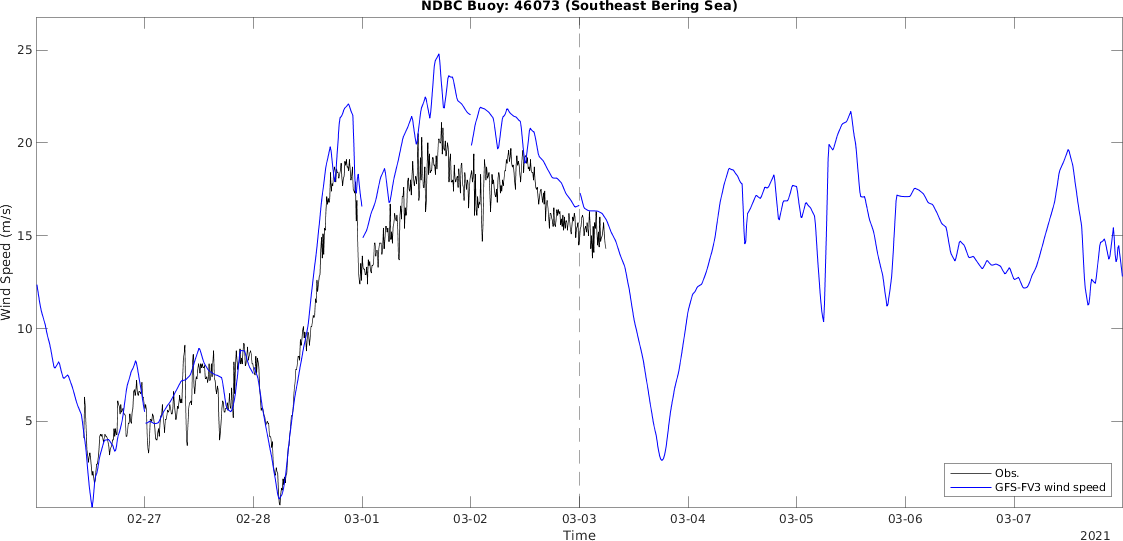 NDBC Buoy: 46073 (Southeast Bering Sea)
25
20
15
10
5
Wind Speed (m/s)
02-27 02-28 03-01 03-02 03-03 03-04 03-05 03-06 03-07
Time
2021
Obs.
GFS-FV3 wind speed